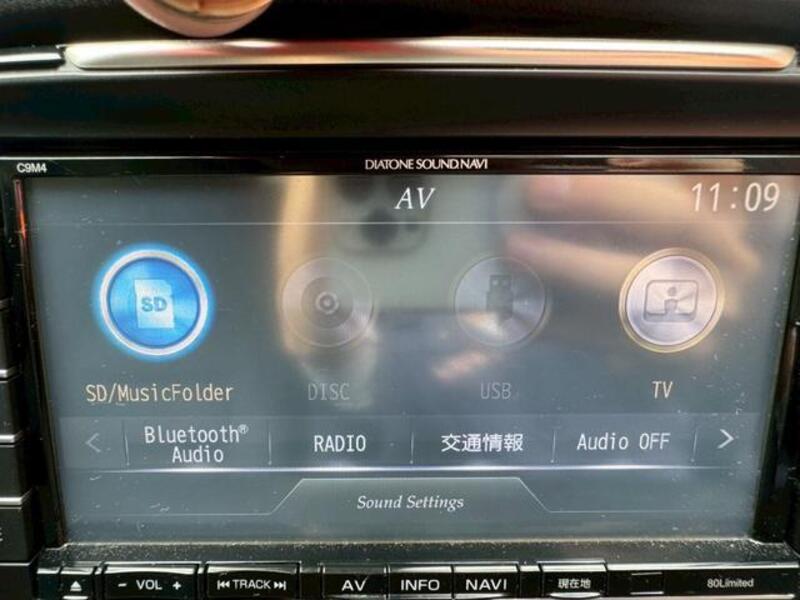 C9M4
DIATONE SOUND.NAVI
AV
11:09
SD
SD/MusicFolder
DISC
USB
TV
Bluetooth®
Audio
RADIO
交通情報
Audio OFF
Sound Settings
- VOL +
TRACK
AV
INFO
NAVI
現在地
80Limited